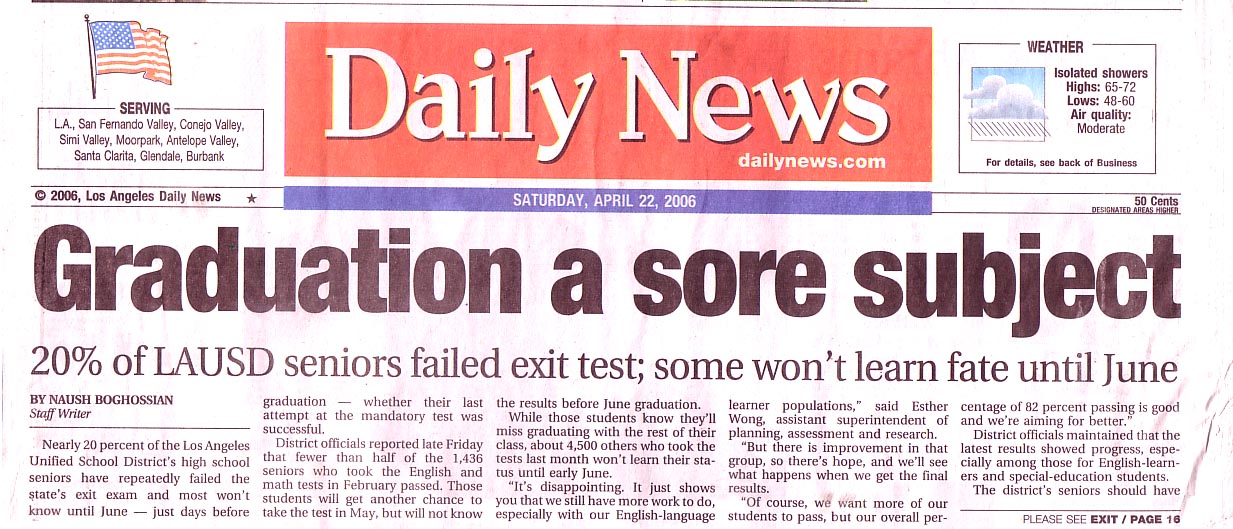 SERVING
L.A., San Fernando Valley, Conejo Valley,
Simi Valley, Moorpark, Antelope Valley,
Santa Clarita, Glendale, Burbank
Daily News
dailynews.com
WEATHER
Isolated showers
Highs: 65-72
Lows: 48-60
Air quality:
Moderate
For details, see back of Business
© 2006, Los Angeles Daily News ★
SATURDAY, APRIL 22, 2006
50 Cents
DESIGNATED AREAS HIGHER
Graduation a sore subject
20% of LAUSD seniors failed exit test; some won't learn fate until June
BY NAUSH BOGHOSSIAN
Staff Writer
Nearly 20 percent of the Los Angeles
Unified School District's high school
seniors have repeatedly failed the
state's exit exam and most won't
know until June — just days before
graduation — whether their last
attempt at the mandatory test was
successful.
District officials reported late Friday
that fewer than half of the 1,436
seniors who took the English and
math tests in February passed. Those
students will get another chance to
take the test in May, but will not know
the results before June graduation.
While those students know they'll
miss graduating with the rest of their
class, about 4,500 others who took the
tests last month won't learn their sta-
tus until early June.
"It's disappointing. It just shows
you that we still have more work to do,
especially with our English-language
learner populations," said Esther
Wong, assistant superintendent of
planning, assessment and research.
"But there is improvement in that
group, so there's hope, and we'll see
what happens when we get the final
results.
"Of course, we want more of our
students to pass, but our overall per-
centage of 82 percent passing is good
and we're aiming for better."
District officials maintained that the
latest results showed progress, espe-
cially among those for English-learn-
ers and special-education students.
The district's seniors should have
PLEASE SEE EXIT / PAGE 16